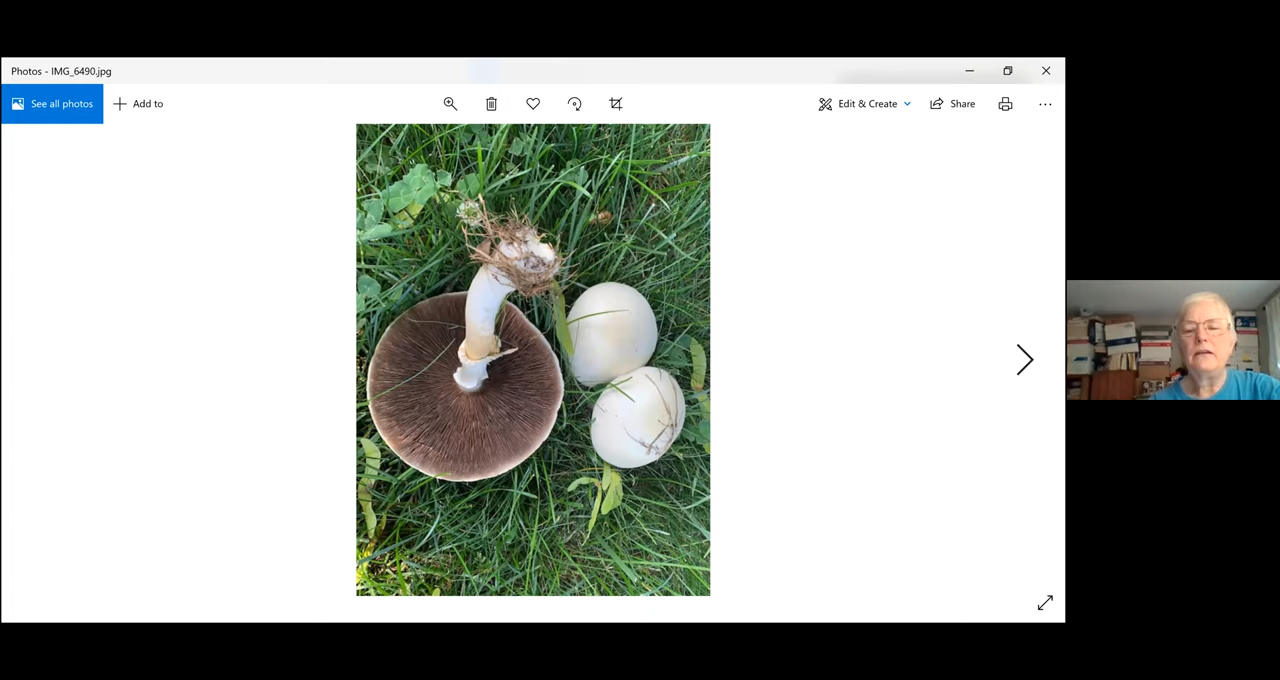 Photos - IMG_6490.jpg
See all photos
Add to
Edit & Create
Share